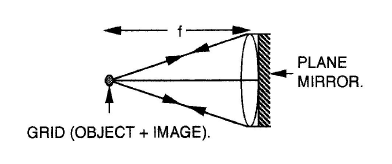 f
PLANE
MIRROR.
GRID (OBJECT + IMAGE).